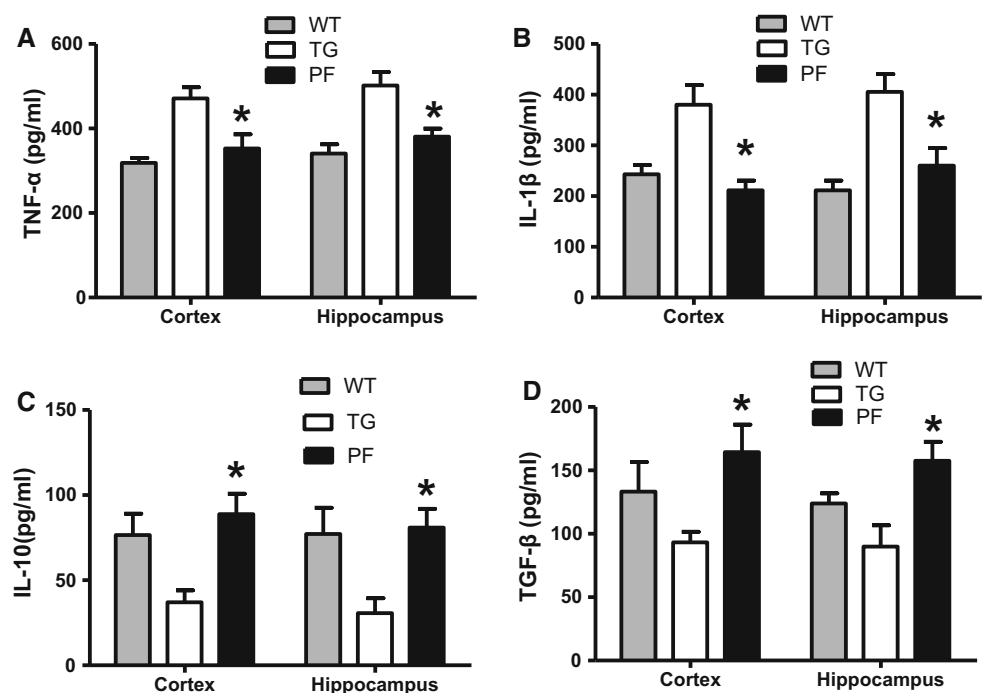 A
WT
TG
PF
TNF-α (pg/ml)
600
400
200
0
*
*
Cortex
Hippocampus
B
WT
TG
PF
IL-1β (pg/ml)
500
400
300
200
100
0
*
*
Cortex
Hippocampus
C
WT
TG
PF
IL-10(pg/ml)
150
100
50
0
*
*
Cortex
Hippocampus
D
WT
TG
PF
TGF-β (pg/ml)
200
150
100
50
0
*
*
Cortex
Hippocampus